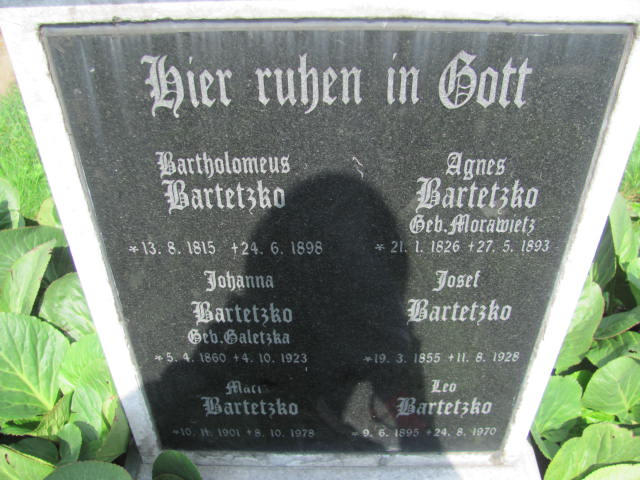 Hier ruhen in Gott
Bartholomeus
Bartetzko
*13. 8. 1815 +24. 6. 1898
Agnes
Bartetzko
Geb. Morawietz
*21. 1. 1826 +27. 5. 1893
Johanna
Bartetzko
Geb. Galetzka
*5. 4. 1860 +4. 10. 1923
Josef
Bartetzko
*19. 3. 1855 +11. 8. 1928
Bartetzko
*10. 11. 1901 +8. 10. 1978
Leo
Bartetzko
*9. 6. 1895 +24. 8. 1970